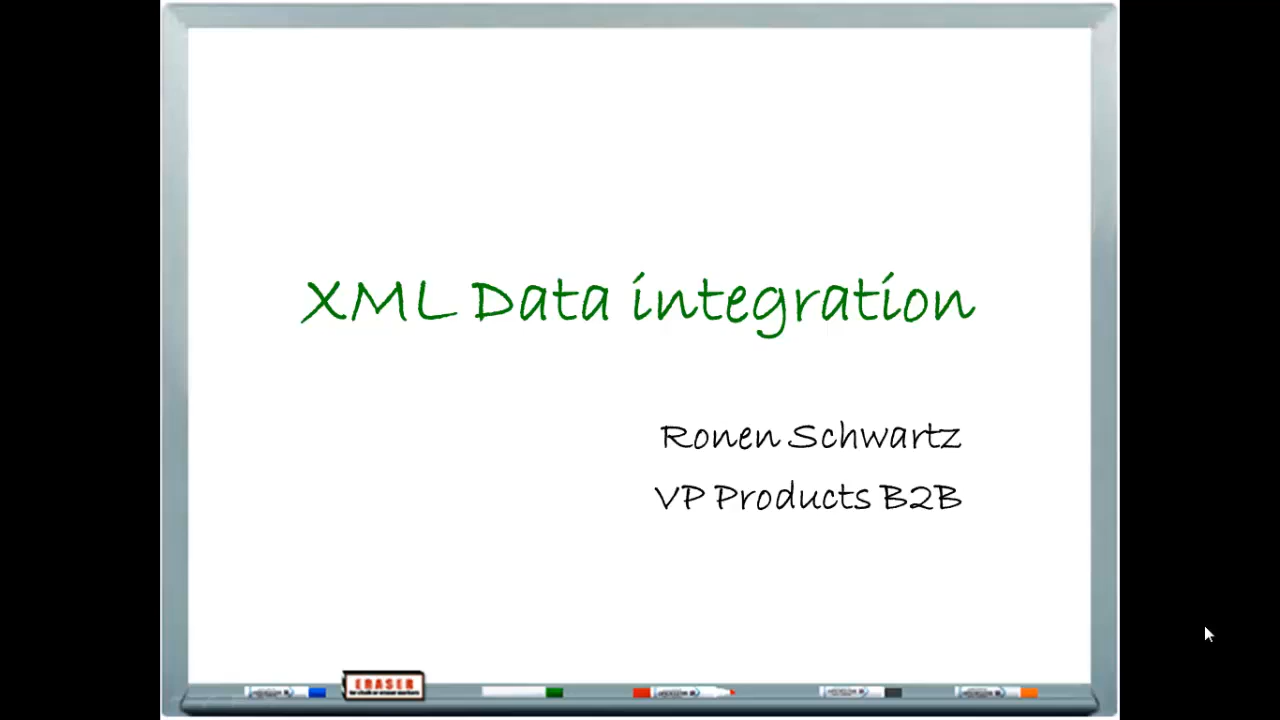 XML Data integration
Ronen Schwartz
VP Products B2B
ERASER